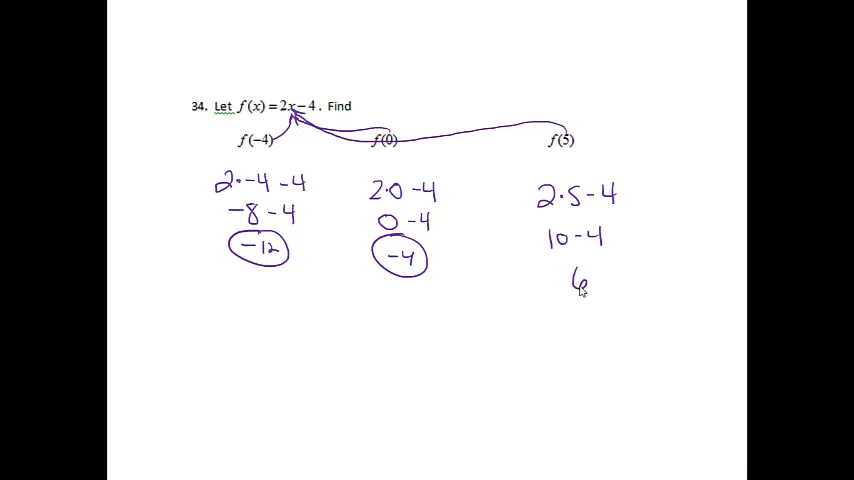 34. Let f(x) = 2x − 4 . Find
f(−4) f(0) f(5)
2·-4 -4 2·0 -4 2·5 -4
-8 -4 0 -4 10 -4
-12 -4 6